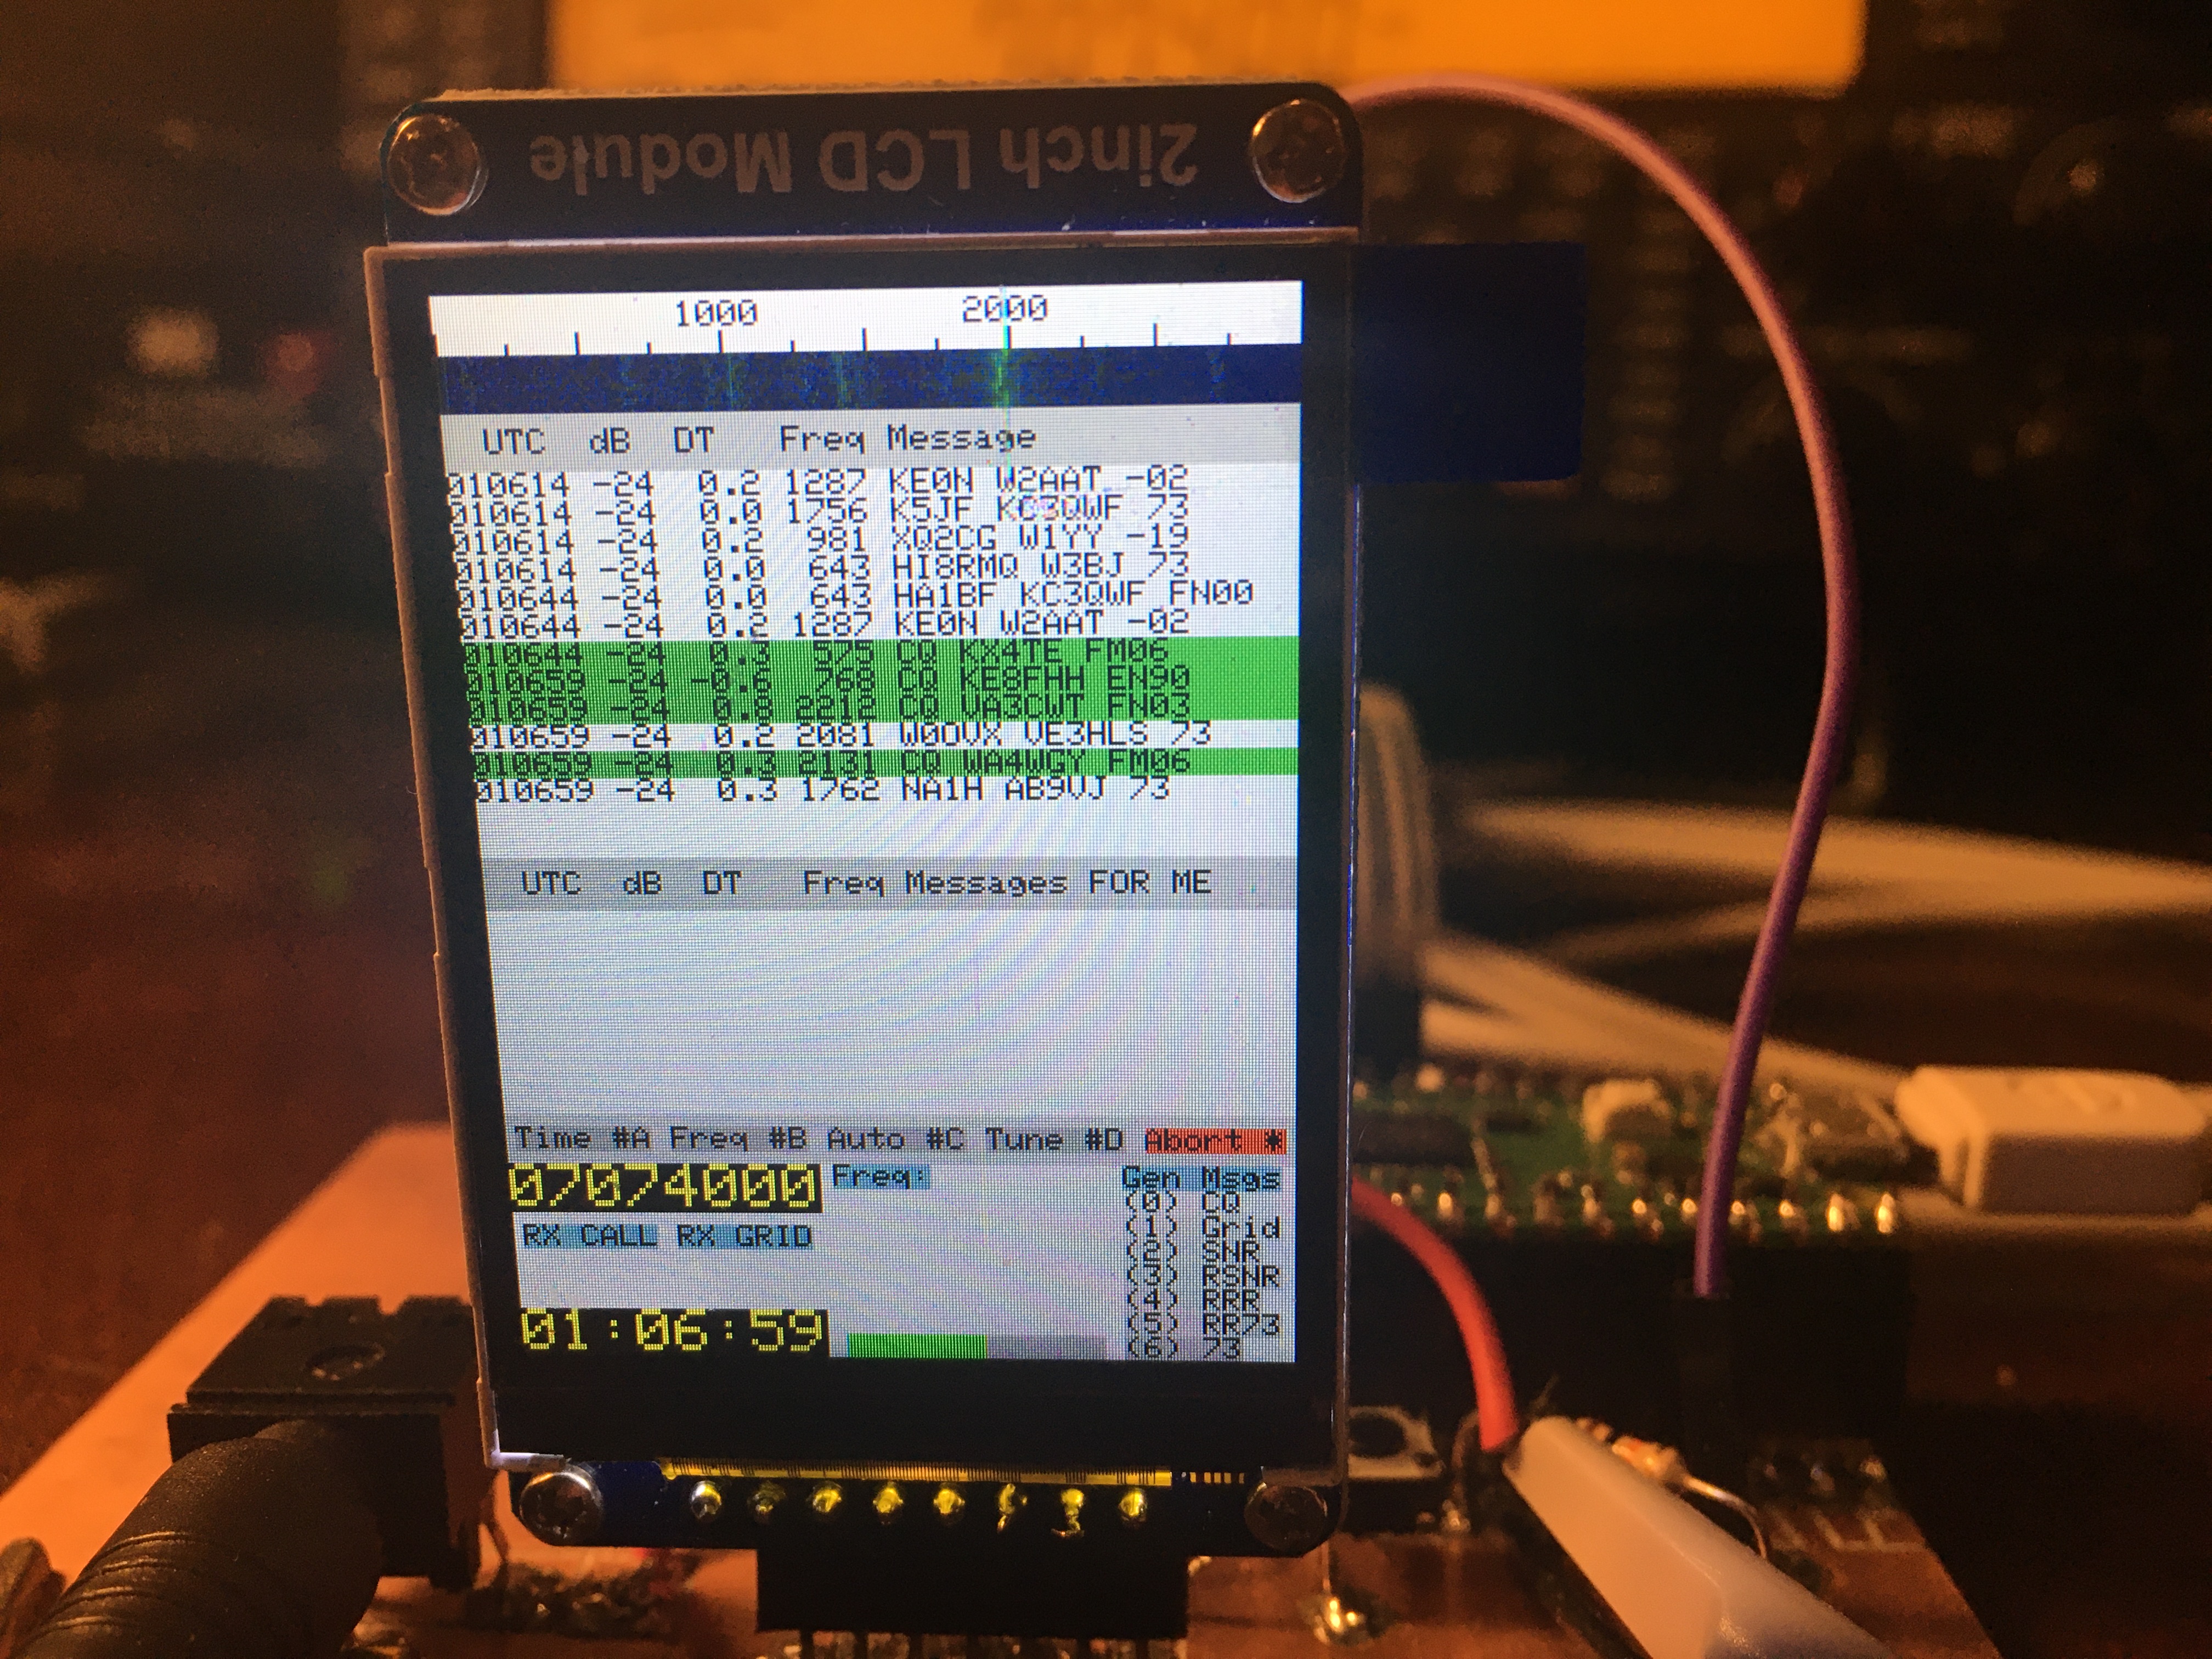 2inch LCD Module
1000 2000
UTC dB DT Freq Message
010614 -24 0.2 1287 KE0N W2AAT -02
010614 -24 0.0 1756 K5JF KC3QWF 73
010614 -24 0.2 981 XQ2CG W1YY -19
010614 -24 0.0 643 HI8RMQ W3BJ 73
010644 -24 0.0 643 HA1BF KC3QWF FN00
010644 -24 0.2 1287 KE0N W2AAT -02
010644 -24 0.3 575 CQ KX4TE FM06
010659 -24 -0.6 768 CQ KE8FHH EN90
010659 -24 0.8 2212 CQ VA3CWT FN03
010659 -24 0.2 2081 W0OVX VE3HLS 73
010659 -24 0.3 2131 CQ WA4WGY FM06
010659 -24 0.3 1762 NA1H AB9VJ 73
UTC dB DT Freq Messages FOR ME
Time #A Freq #B Auto #C Tune #D Abort *
07074000 Freq: Gen Msgs
(0) CQ
(1) Grid
RX CALL RX GRID
(2) SNR
(3) RSNR
(4) RRR
(5) RR73
01:06:59
(6) 73